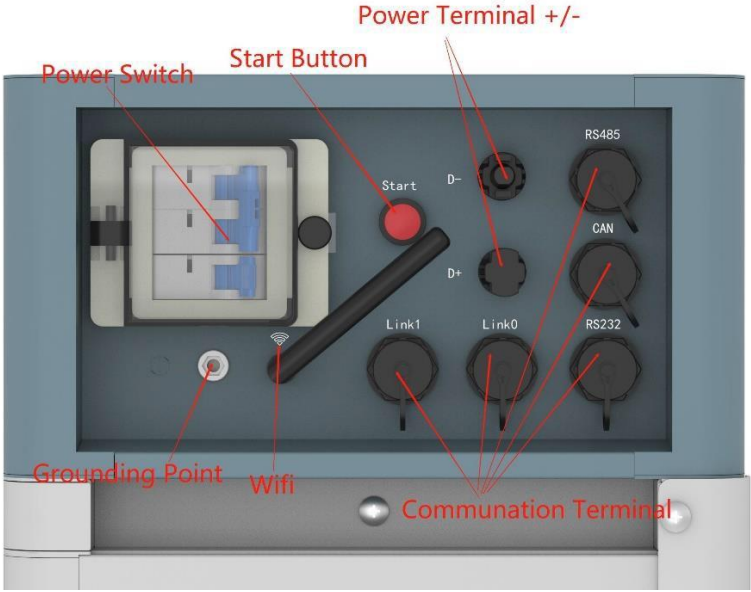 Power Terminal +/-
Start Button
Power Switch
RS485
Start
D-
CAN
D+
Link1
Link0
RS232
Grounding Point
Wifi
Communation Terminal